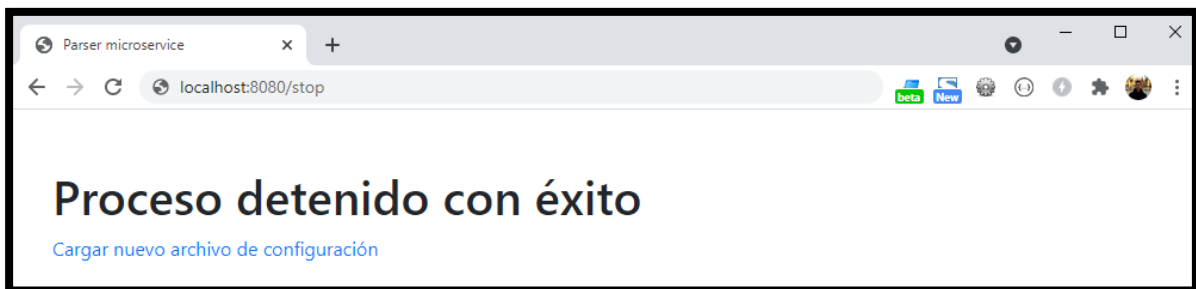 Parser microservice
localhost:8080/stop
beta
New
Proceso detenido con éxito
Cargar nuevo archivo de configuración